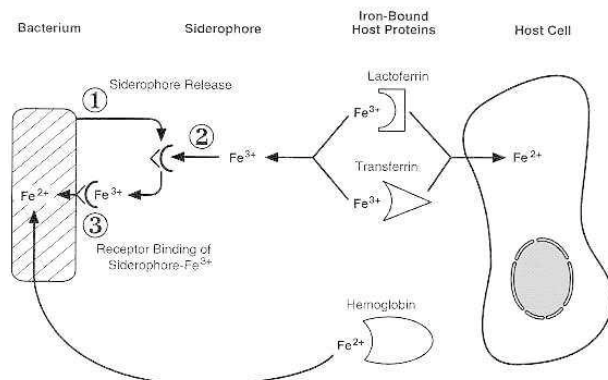 Bacterium
Siderophore
Iron-Bound
Host Proteins
Host Cell
Siderophore Release
Lactoferrin
1
Fe3+
2
Fe3+
Transferrin
Fe2+
Fe2+
Fe3+
Fe3+
3
Receptor Binding of
Siderophore-Fe3+
Hemoglobin
Fe2+